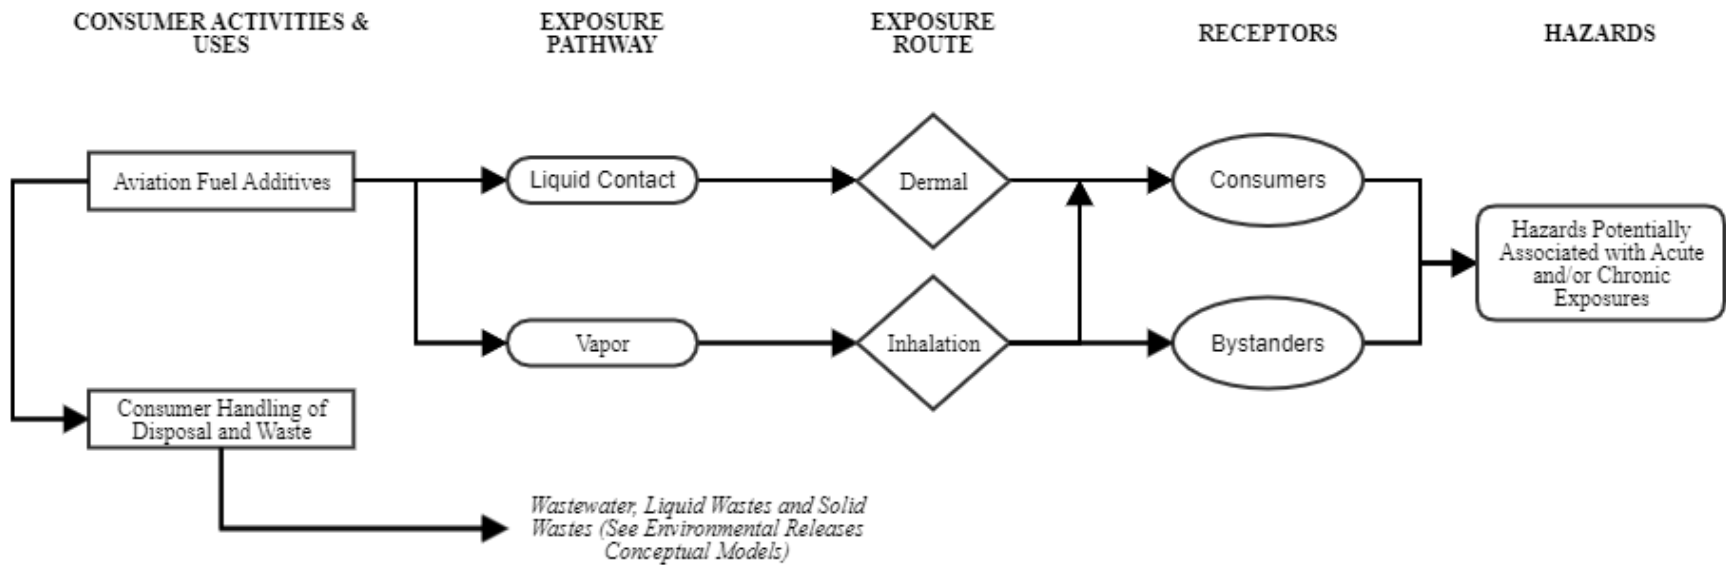 CONSUMER ACTIVITIES &
USES
EXPOSURE
PATHWAY
EXPOSURE
ROUTE
RECEPTORS
HAZARDS
Aviation Fuel Additives
Liquid Contact
Dermal
Consumers
Hazards Potentially
Associated with Acute
and/or Chronic
Exposures
Vapor
Inhalation
Bystanders
Consumer Handling of
Disposal and Waste
Wastewater, Liquid Wastes and Solid
Wastes (See Environmental Releases
Conceptual Models)